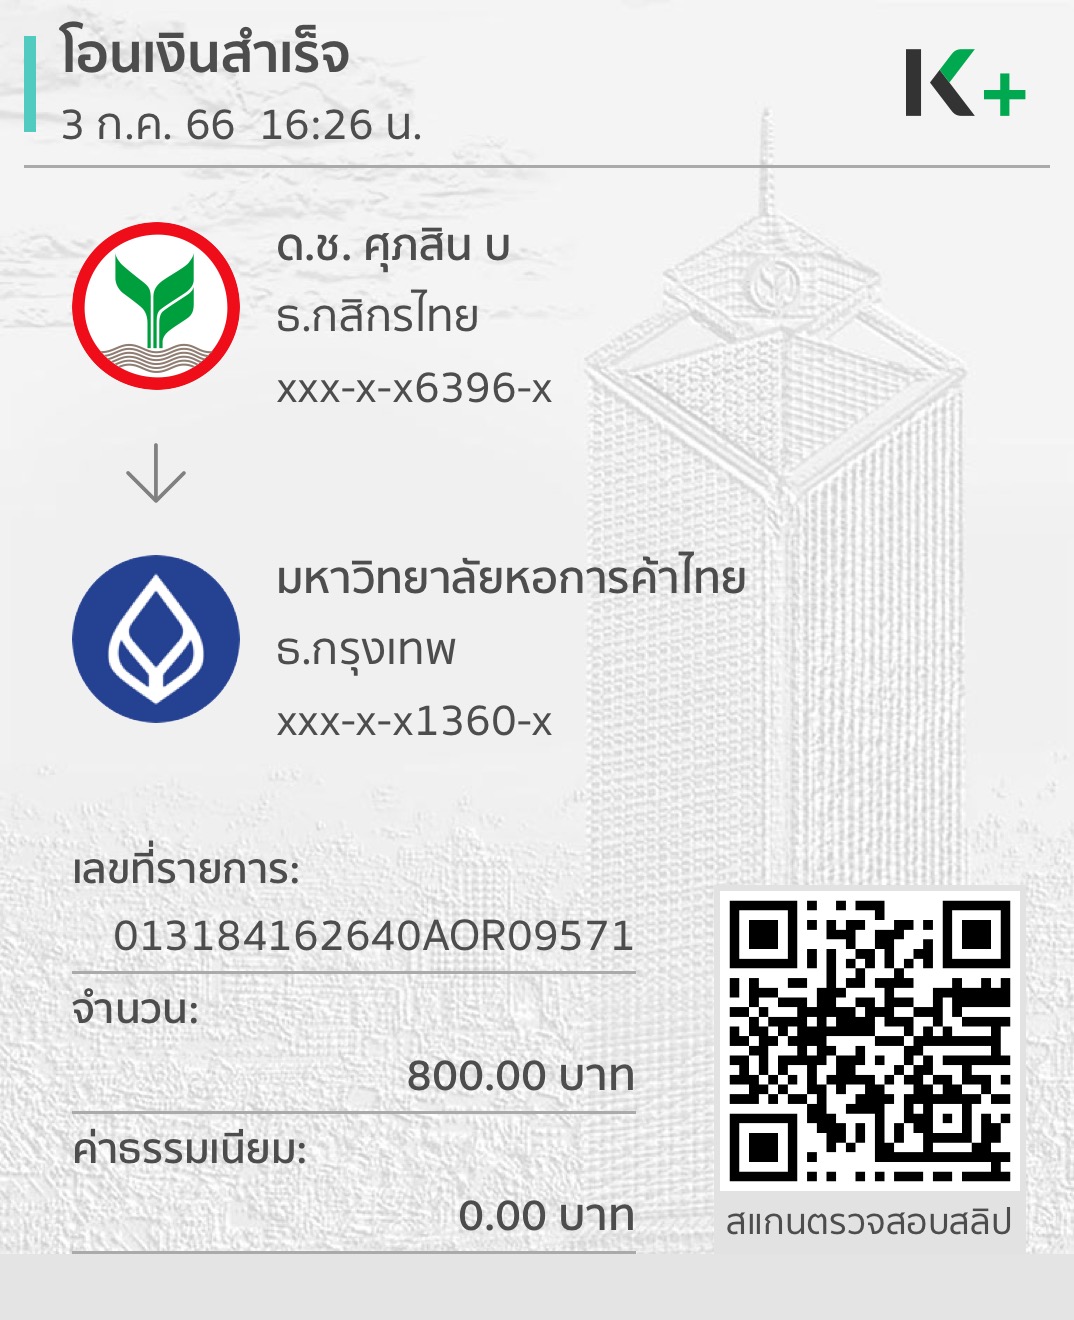 โอนเงินสำเร็จ
3 ก.ค. 66  16:26 น.
K+
ด.ช. ศุภสิน บ
ธ.กสิกรไทย
xxx-x-x6396-x
มหาวิทยาลัยหอการค้าไทย
ธ.กรุงเทพ
xxx-x-x1360-x
เลขที่รายการ:
013184162640AOR09571
จำนวน:
800.00 บาท
ค่าธรรมเนียม:
0.00 บาท
สแกนตรวจสอบสลิป